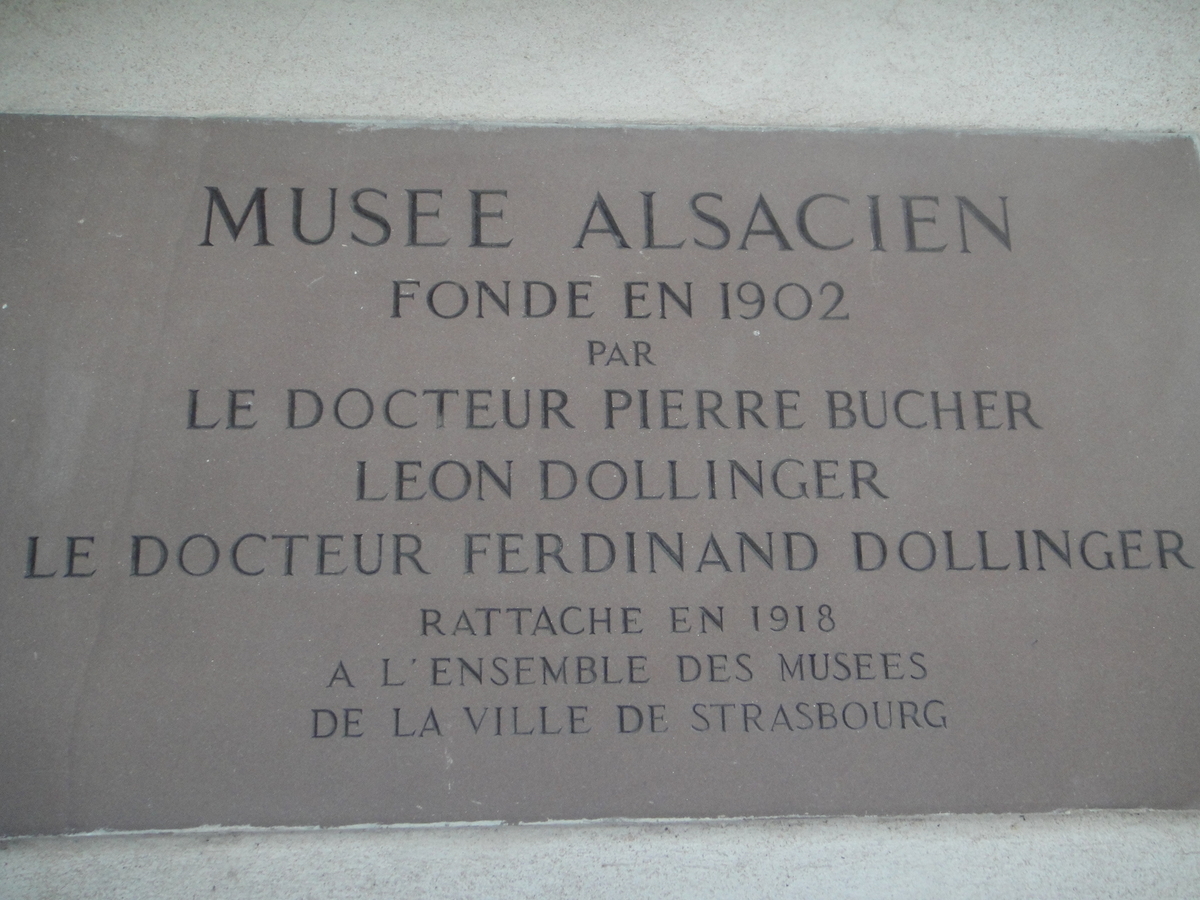 MUSEE ALSACIEN
FONDE EN 1902
PAR
LE DOCTEUR PIERRE BUCHER
LEON DOLLINGER
LE DOCTEUR FERDINAND DOLLINGER
RATTACHE EN 1918
A L'ENSEMBLE DES MUSEES
DE LA VILLE DE STRASBOURG